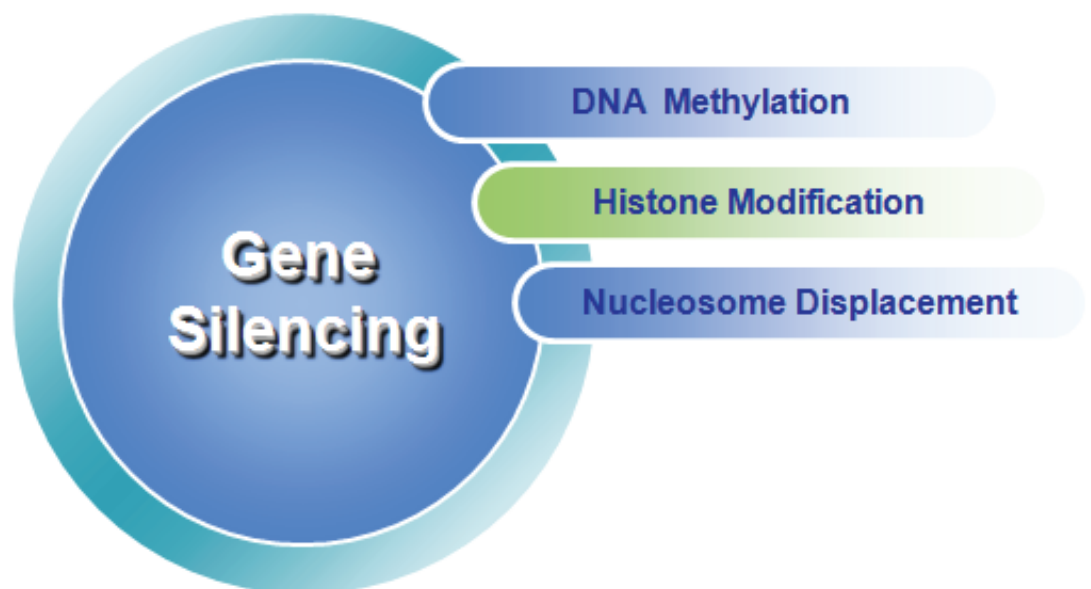 Gene
Silencing
DNA Methylation
Histone Modification
Nucleosome Displacement